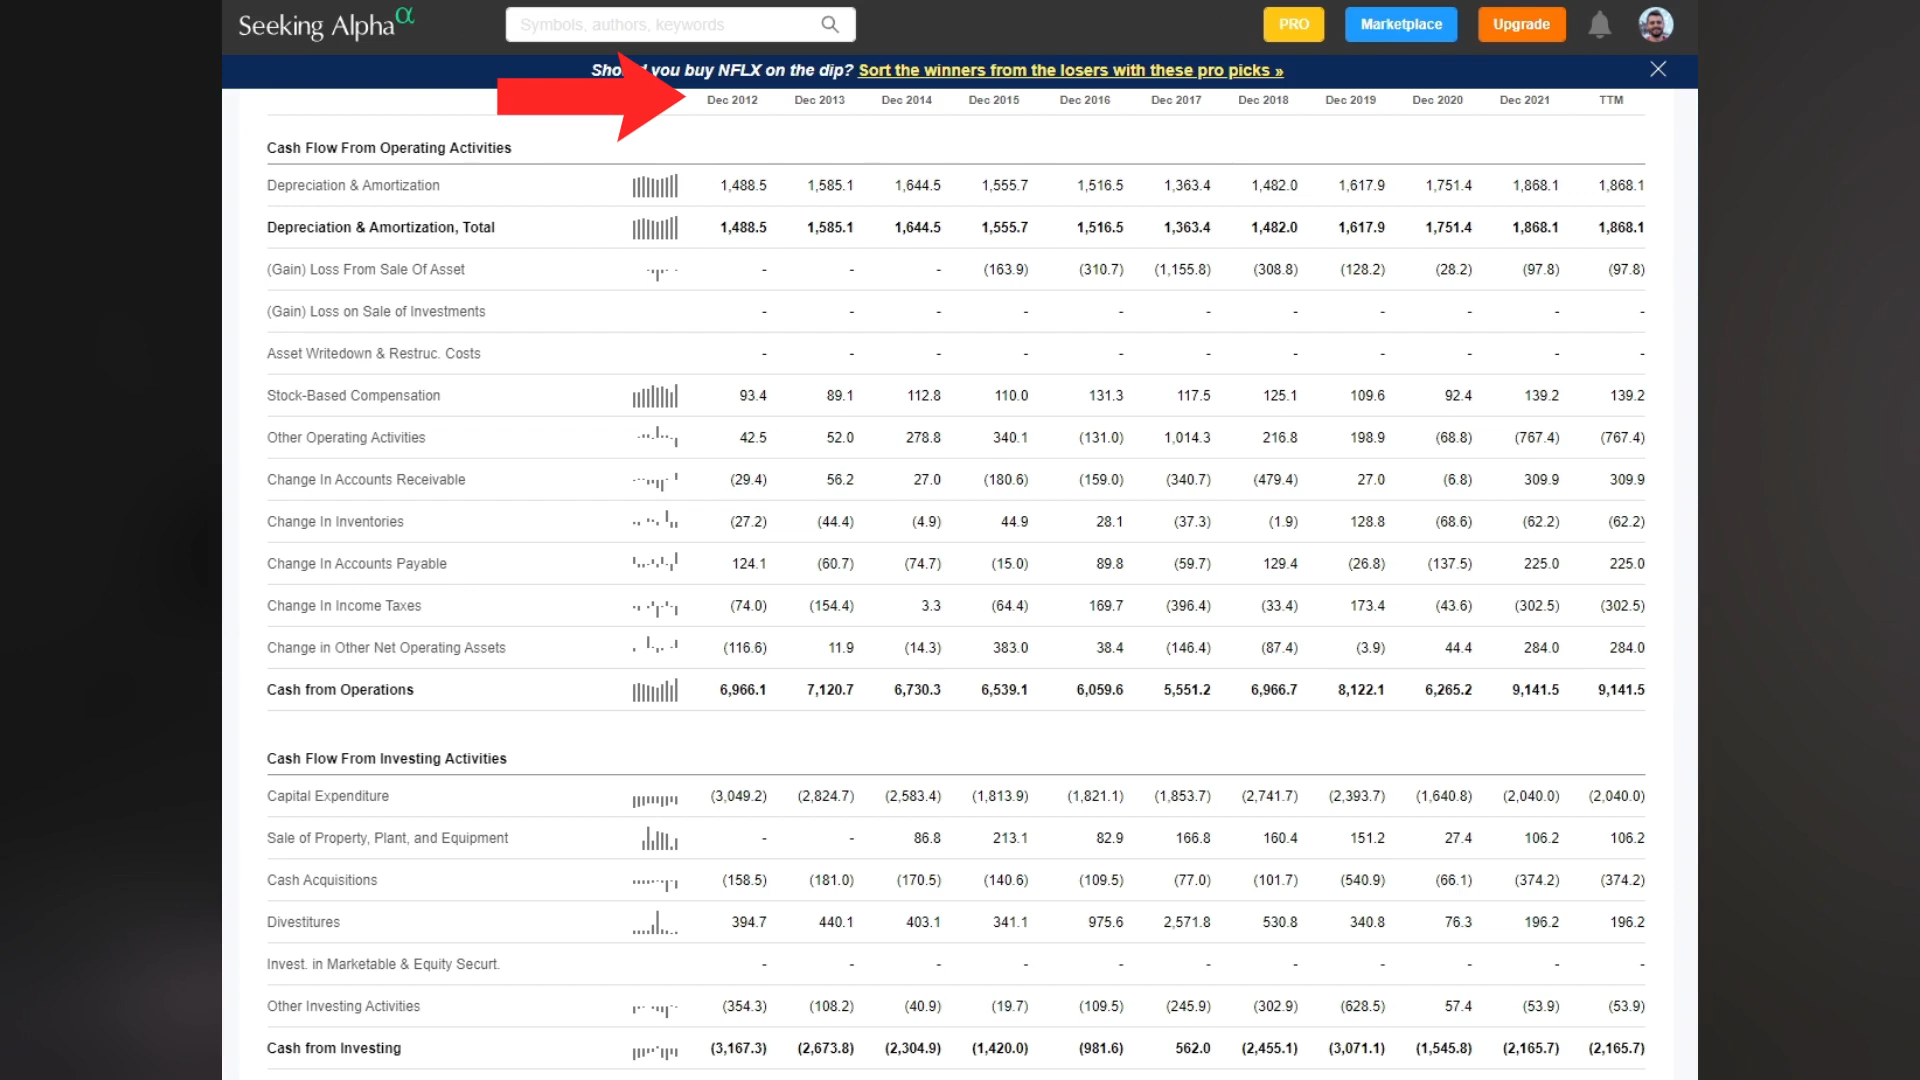 Seeking Alpha α Symbols, authors, keywords PRO Marketplace Upgrade
you buy NFLX on the dip? Sort the winners from the losers with these pro picks »
Dec 2012 Dec 2013 Dec 2014 Dec 2015 Dec 2016 Dec 2017 Dec 2018 Dec 2019 Dec 2020 Dec 2021 TTM
Cash Flow From Operating Activities
Depreciation & Amortization 1,488.5 1,585.1 1,644.5 1,555.7 1,516.5 1,363.4 1,482.0 1,617.9 1,751.4 1,868.1 1,868.1
Depreciation & Amortization, Total 1,488.5 1,585.1 1,644.5 1,555.7 1,516.5 1,363.4 1,482.0 1,617.9 1,751.4 1,868.1 1,868.1
(Gain) Loss From Sale Of Asset - - - (163.9) (310.7) (1,155.8) (308.8) (128.2) (28.2) (97.8) (97.8)
(Gain) Loss on Sale of Investments - - - - - - - - - - -
Asset Writedown & Restruc. Costs - - - - - - - - - - -
Stock-Based Compensation 93.4 89.1 112.8 110.0 131.3 117.5 125.1 109.6 92.4 139.2 139.2
Other Operating Activities 42.5 52.0 278.8 340.1 (131.0) 1,014.3 216.8 198.9 (68.8) (767.4) (767.4)
Change In Accounts Receivable (29.4) 56.2 27.0 (180.6) (159.0) (340.7) (479.4) 27.0 (6.8) 309.9 309.9
Change In Inventories (27.2) (44.4) (4.9) 44.9 28.1 (37.3) (1.9) 128.8 (68.6) (62.2) (62.2)
Change In Accounts Payable 124.1 (60.7) (74.7) (15.0) 89.8 (59.7) 129.4 (26.8) (137.5) 225.0 225.0
Change In Income Taxes (74.0) (154.4) 3.3 (64.4) 169.7 (396.4) (33.4) 173.4 (43.6) (302.5) (302.5)
Change in Other Net Operating Assets (116.6) 11.9 (14.3) 383.0 38.4 (146.4) (87.4) (3.9) 44.4 284.0 284.0
Cash from Operations 6,966.1 7,120.7 6,730.3 6,539.1 6,059.6 5,551.2 6,966.7 8,122.1 6,265.2 9,141.5 9,141.5
Cash Flow From Investing Activities
Capital Expenditure (3,049.2) (2,824.7) (2,583.4) (1,813.9) (1,821.1) (1,853.7) (2,741.7) (2,393.7) (1,640.8) (2,040.0) (2,040.0)
Sale of Property, Plant, and Equipment - - 86.8 213.1 82.9 166.8 160.4 151.2 27.4 106.2 106.2
Cash Acquisitions (158.5) (181.0) (170.5) (140.6) (109.5) (77.0) (101.7) (540.9) (66.1) (374.2) (374.2)
Divestitures 394.7 440.1 403.1 341.1 975.6 2,571.8 530.8 340.8 76.3 196.2 196.2
Invest. in Marketable & Equity Securt. - - - - - - - - - - -
Other Investing Activities (354.3) (108.2) (40.9) (19.7) (109.5) (245.9) (302.9) (628.5) 57.4 (53.9) (53.9)
Cash from Investing (3,167.3) (2,673.8) (2,304.9) (1,420.0) (981.6) 562.0 (2,455.1) (3,071.1) (1,545.8) (2,165.7) (2,165.7)